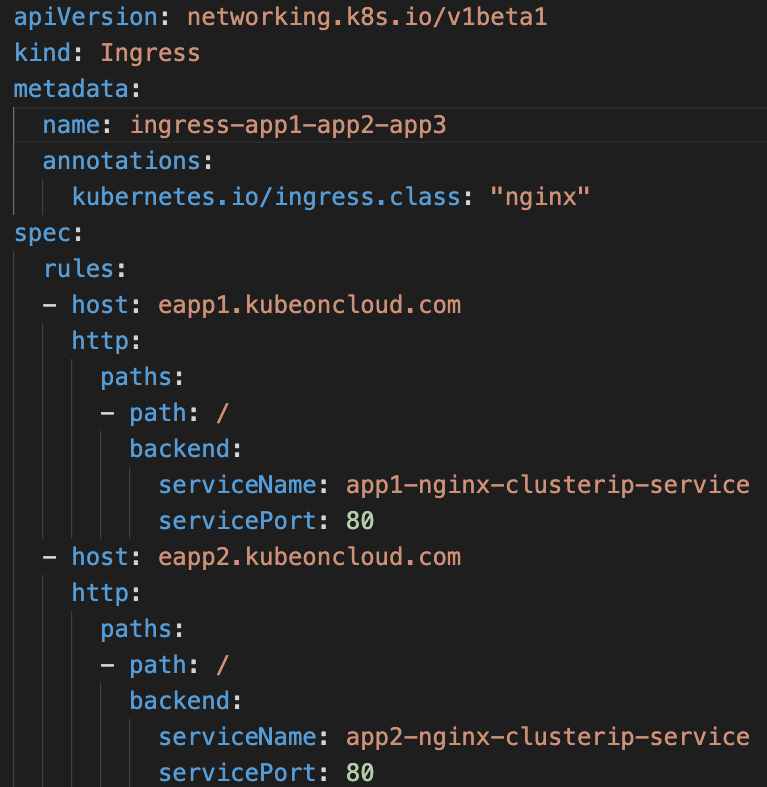 apiVersion: networking.k8s.io/v1beta1
kind: Ingress
metadata:
  name: ingress-app1-app2-app3
  annotations:
    kubernetes.io/ingress.class: "nginx"
spec:
  rules:
  - host: eapp1.kubeoncloud.com
    http:
      paths:
      - path: /
        backend:
          serviceName: app1-nginx-clusterip-service
          servicePort: 80
  - host: eapp2.kubeoncloud.com
    http:
      paths:
      - path: /
        backend:
          serviceName: app2-nginx-clusterip-service
          servicePort: 80